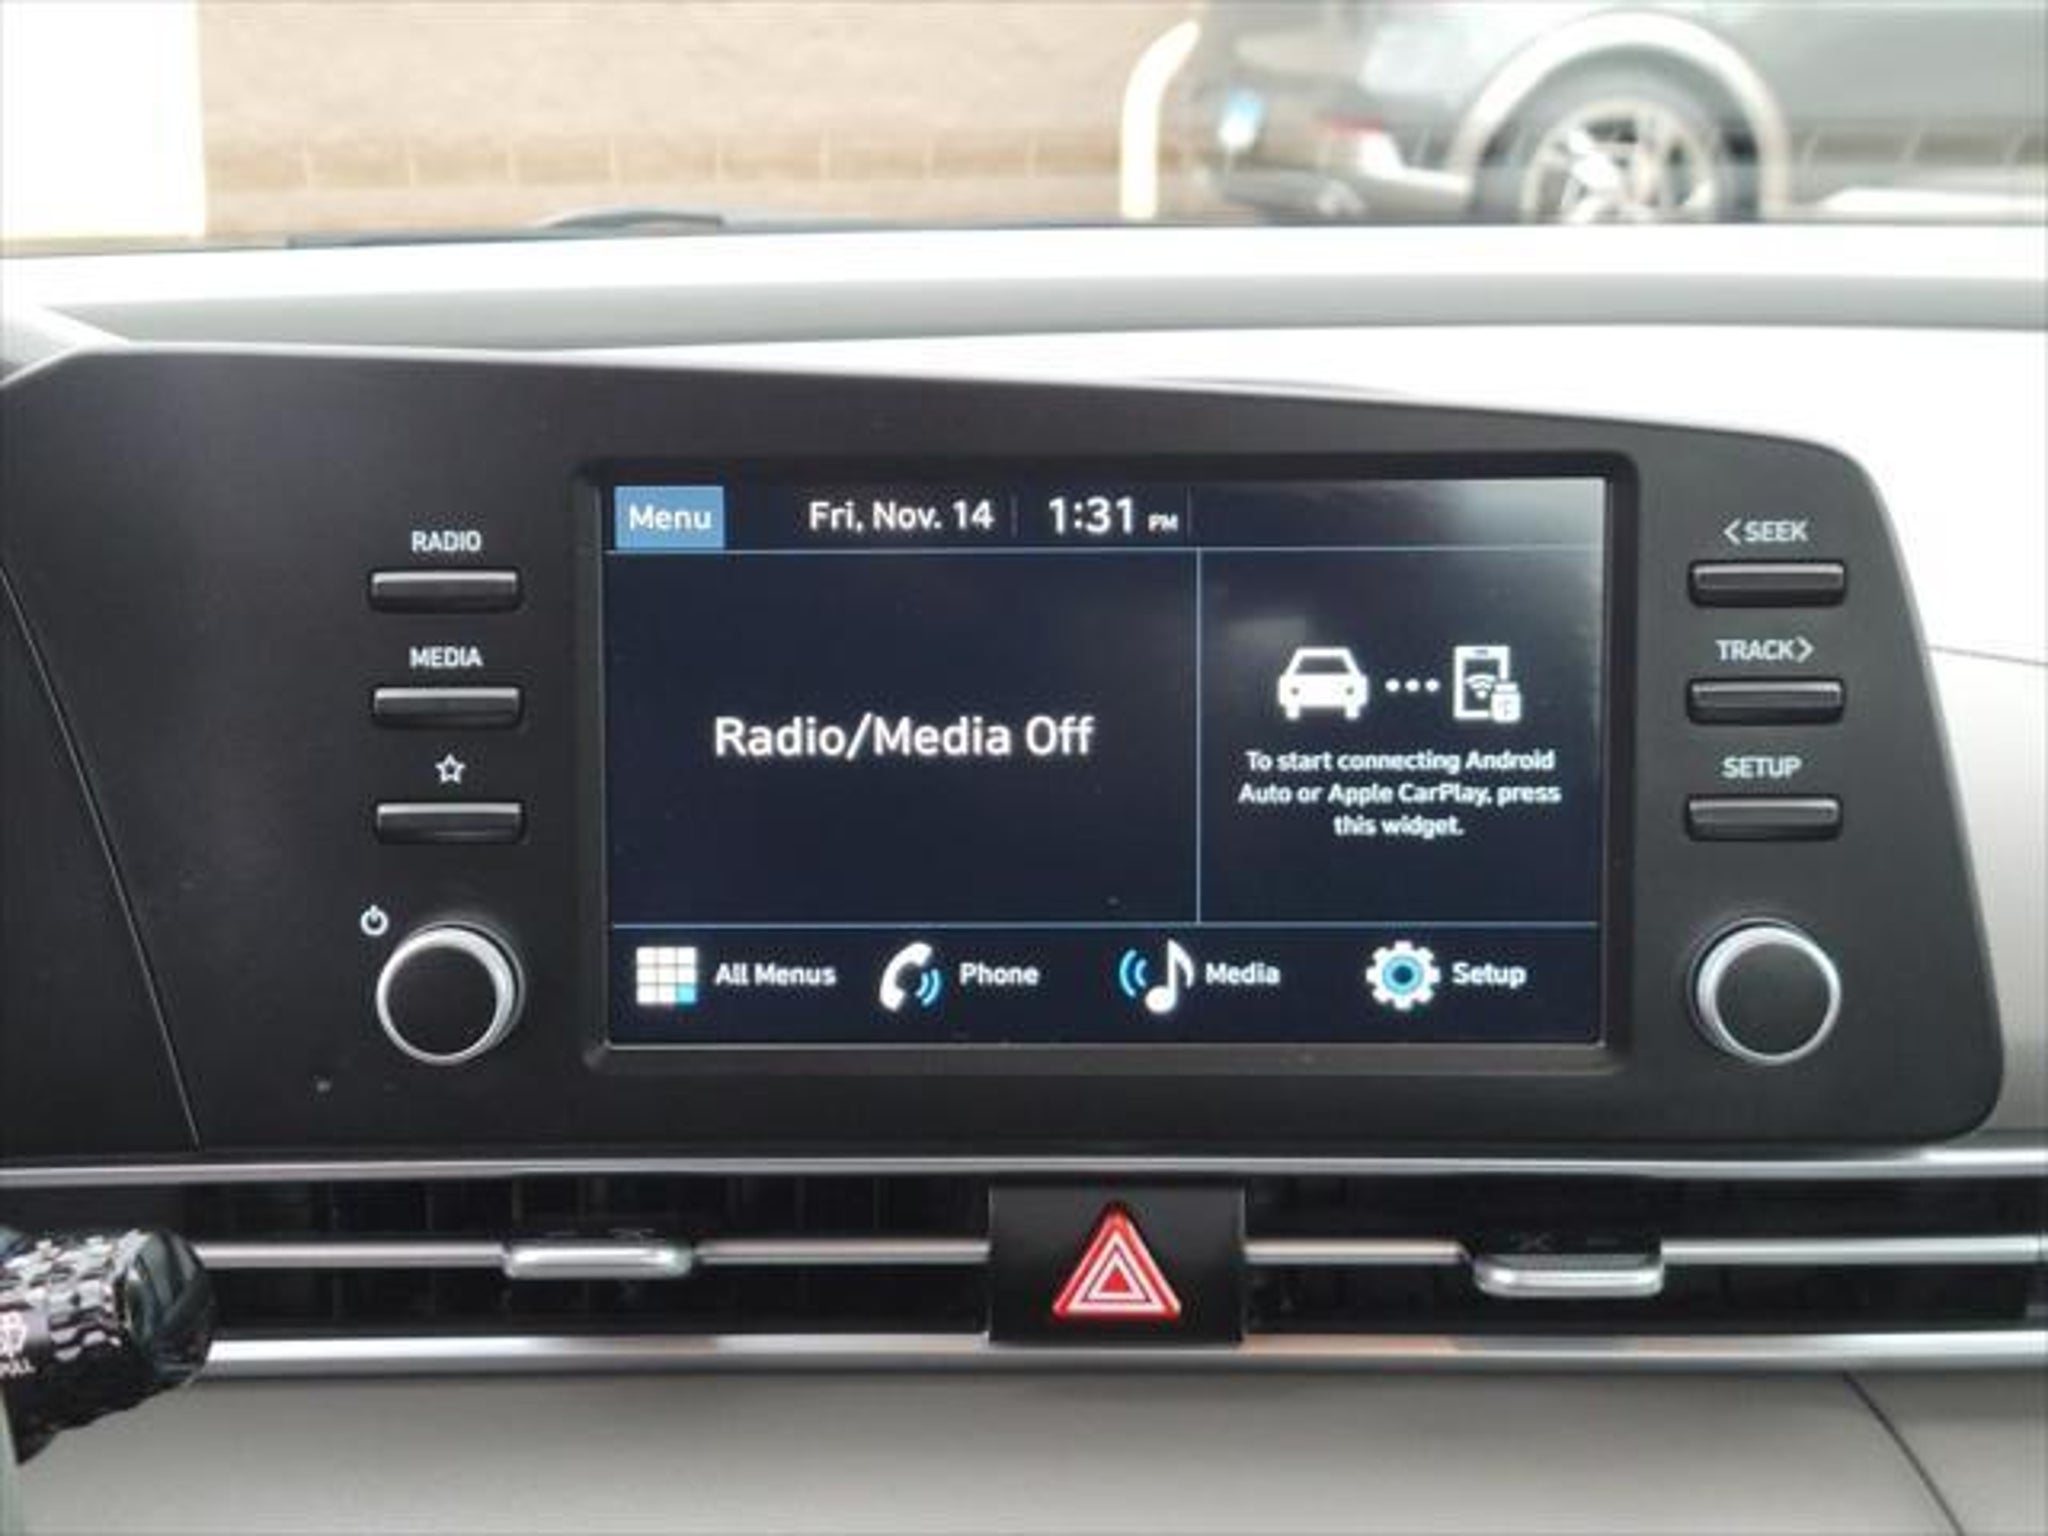 Menu
Fri, Nov. 14
1:31 PM
RADIO
MEDIA
Radio/Media Off
To start connecting Android
Auto or Apple CarPlay, press
this widget.
All Menus
Phone
Media
Setup
<SEEK
TRACK>
SETUP